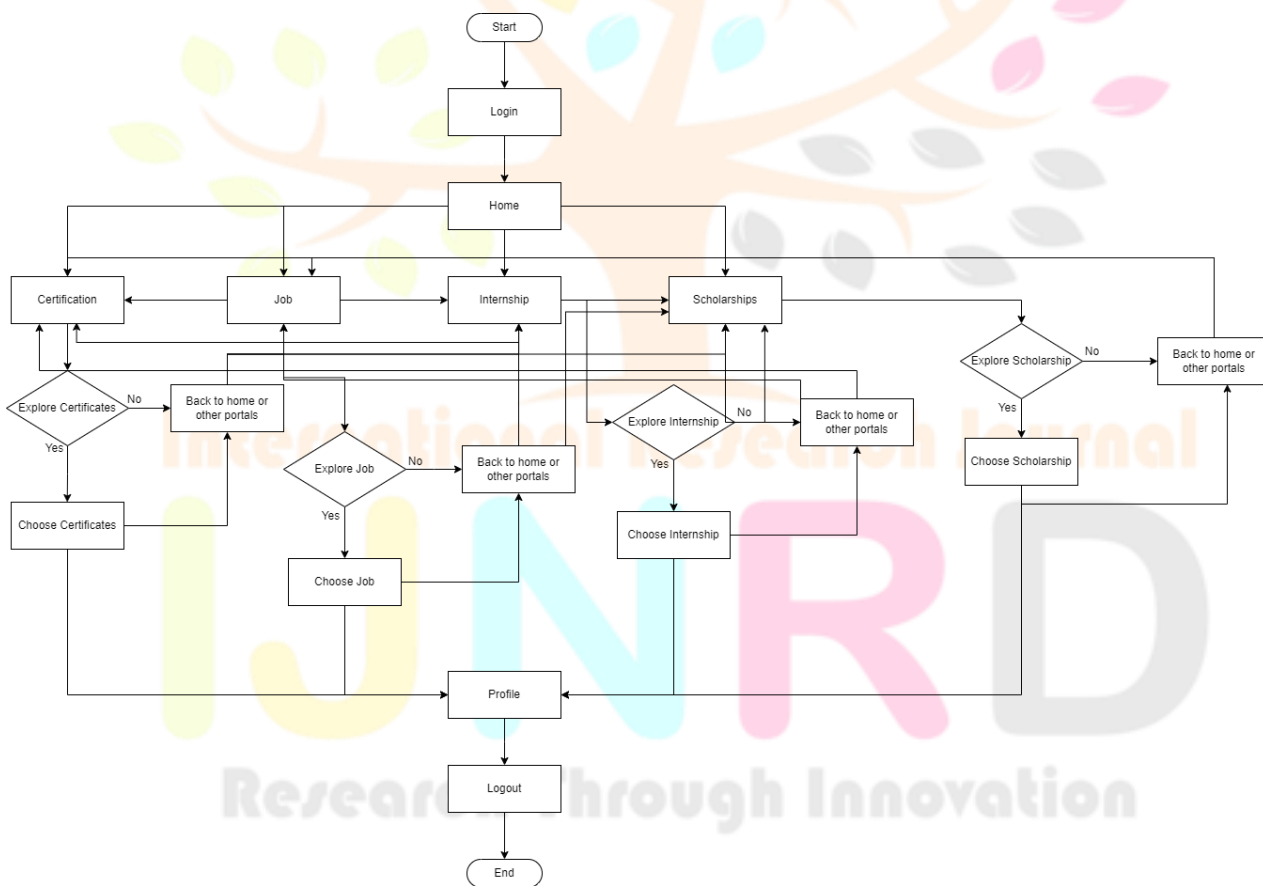 Start
Login
Home
Certification
Job
Internship
Scholarships
Explore Scholarship
No
Back to home or
other portals
Yes
Explore Certificates
No
Back to home or
other portals
Yes
Explore Internship
No
Back to home or
other portals
Yes
Explore Job
No
Back to home or
other portals
Yes
Choose Scholarship
Choose Certificates
Choose Internship
Choose Job
Profile
Logout
End
International Research Journal
IJNRD
Research Through Innovation